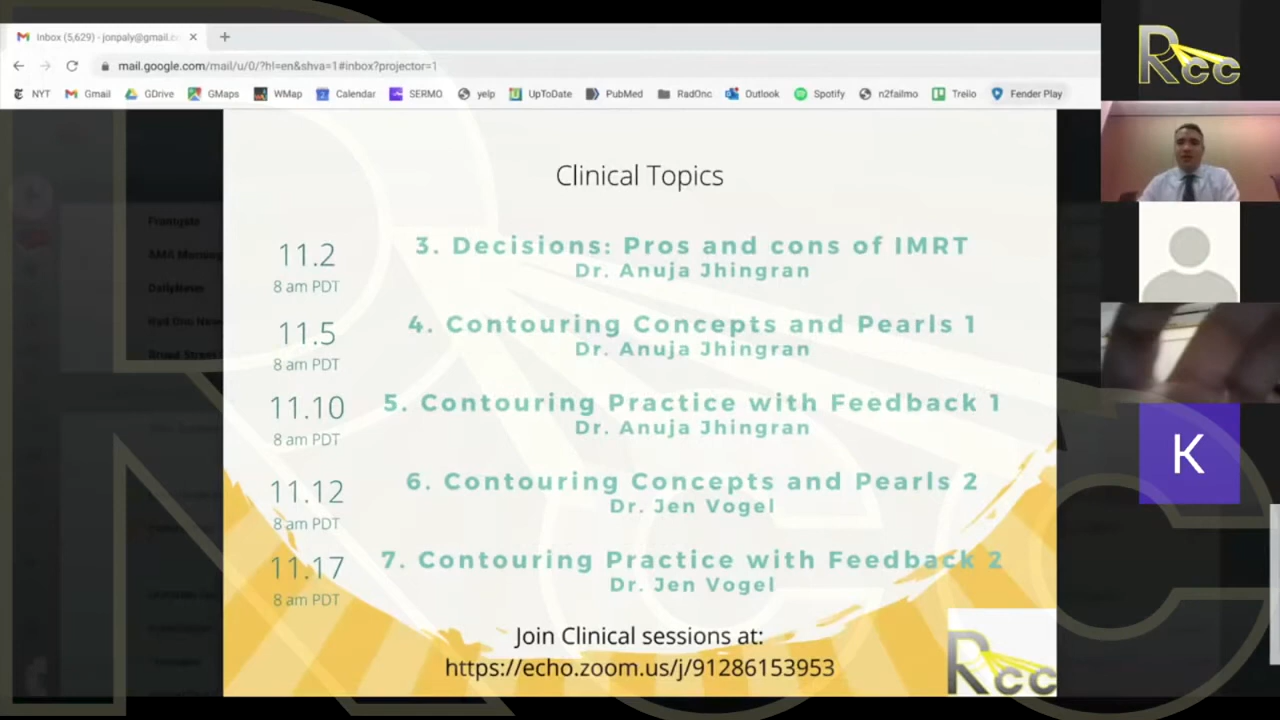 Inbox (5,629) - jonpaly@gmail.c
mail.google.com/mail/u/0/?hl=en&shva=1#inbox?projector=1
NYT Gmail GDrive GMaps WMap Calendar SERMO yelp UpToDate PubMed RadOnc Outlook Spotify n2failmo Trello Fender Play
Rcc
Clinical Topics
11.2
8 am PDT
3. Decisions: Pros and cons of IMRT
Dr. Anuja Jhingran
11.5
8 am PDT
4. Contouring Concepts and Pearls 1
Dr. Anuja Jhingran
11.10
8 am PDT
5. Contouring Practice with Feedback 1
Dr. Anuja Jhingran
11.12
8 am PDT
6. Contouring Concepts and Pearls 2
Dr. Jen Vogel
11.17
8 am PDT
7. Contouring Practice with Feedback 2
Dr. Jen Vogel
Join Clinical sessions at:
https://echo.zoom.us/j/91286153953
Rcc
K
AMA Morning
DailyNews